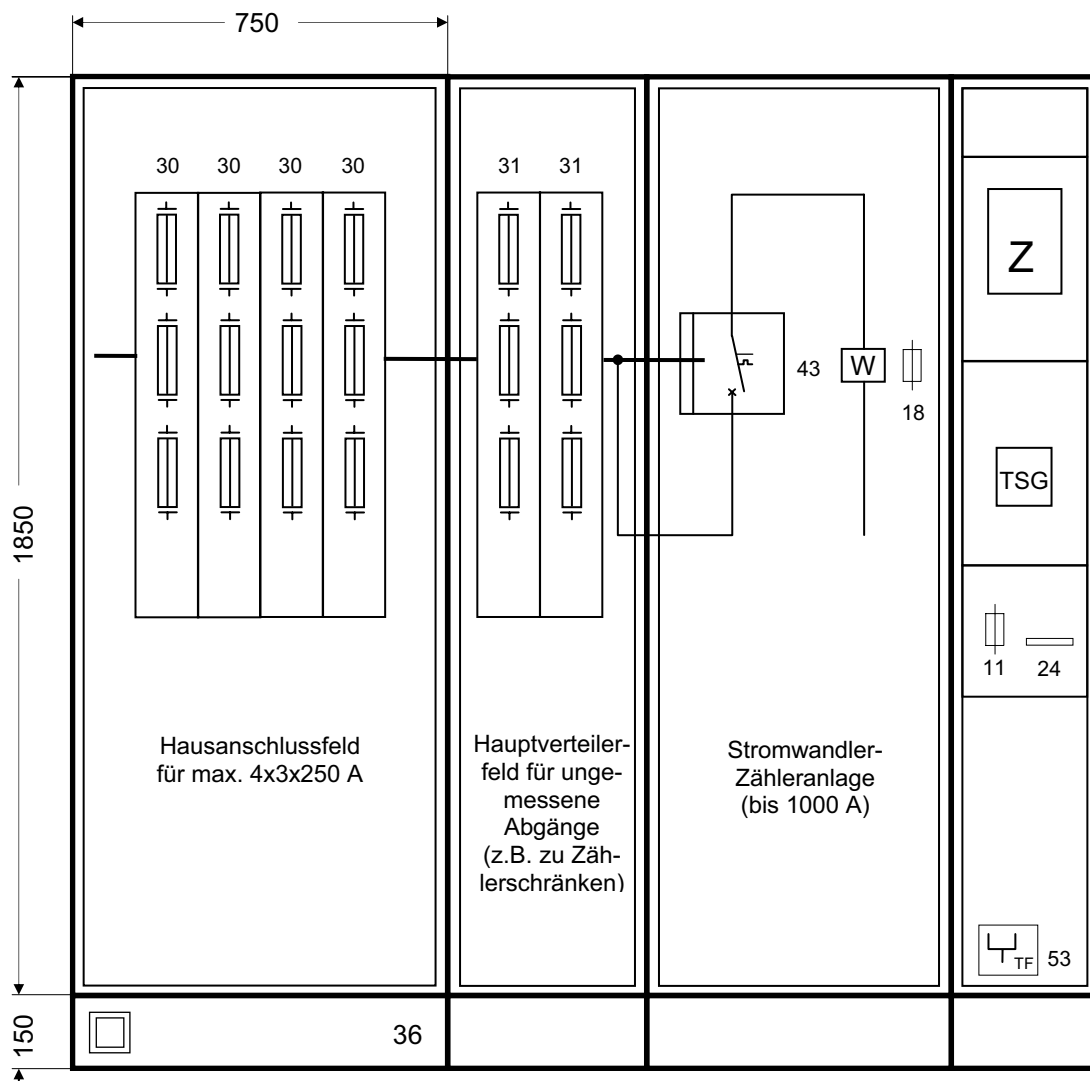 750
30 30 30 30 31 31
Z
43
W
18
TSG
1850
11 24
Hausanschlussfeld
für max. 4x3x250 A
Hauptverteiler-
feld für unge-
messene
Abgänge
(z.B. zu Zäh-
lerschränken)
Stromwandler-
Zähleranlage
(bis 1000 A)
TF 53
150
36